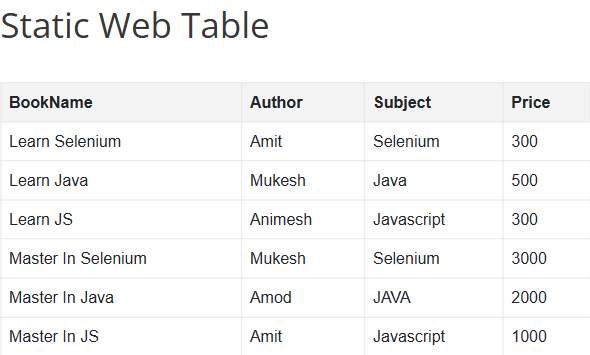 Static Web Table
BookName Author Subject Price
Learn Selenium Amit Selenium 300
Learn Java Mukesh Java 500
Learn JS Animesh Javascript 300
Master In Selenium Mukesh Selenium 3000
Master In Java Amod JAVA 2000
Master In JS Amit Javascript 1000